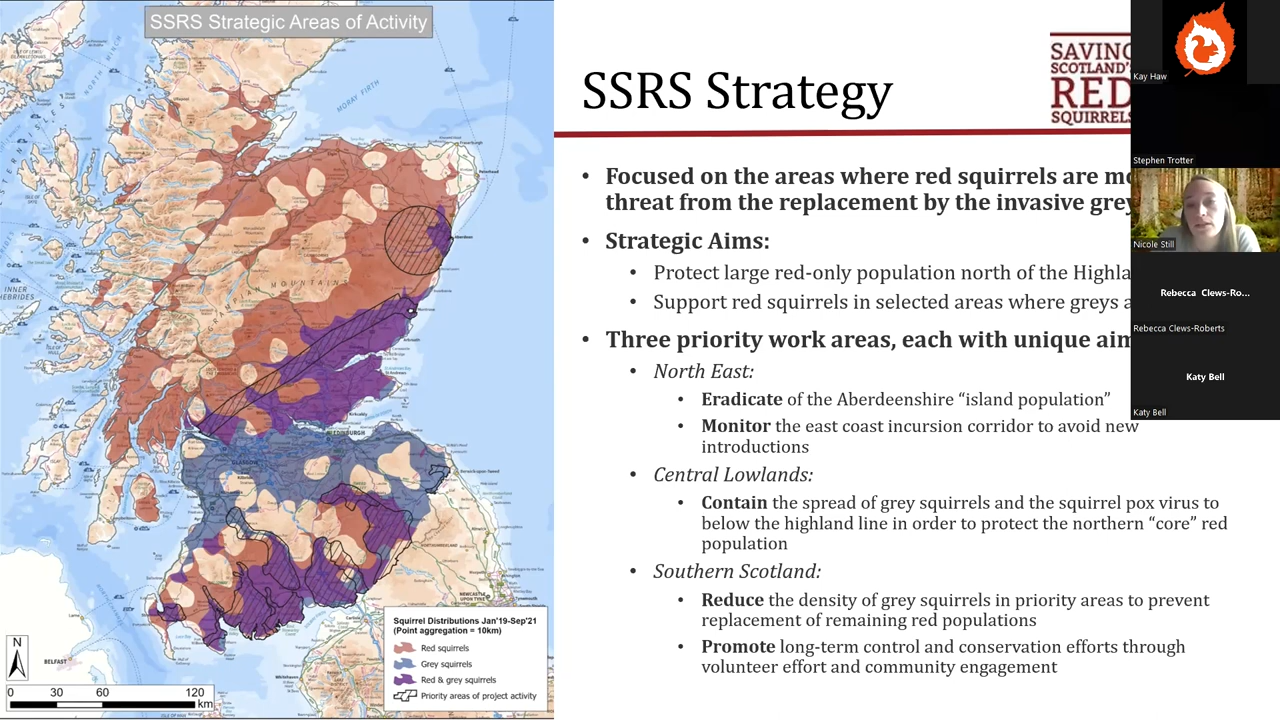 SSRS Strategic Areas of Activity
MORAY FIRTH
INNER
HEBRIDES
EDINBURGH
GLASGOW
NEWCASTLE
UPON TYNE
BELFAST
N
0 30 60 120
km
Squirrel Distributions Jan'19-Sep'21
(Point aggregation = 10km)
Red squirrels
Grey squirrels
Red & grey squirrels
Priority areas of project activity
SSRS Strategy
SAVING
SCOTLAND'S
RED
SQUIRRELS
• Focused on the areas where red squirrels are mo
threat from the replacement by the invasive grey
• Strategic Aims:
• Protect large red-only population north of the Highla
• Support red squirrels in selected areas where greys a
• Three priority work areas, each with unique aim
• North East:
• Eradicate of the Aberdeenshire “island population”
• Monitor the east coast incursion corridor to avoid new
introductions
• Central Lowlands:
• Contain the spread of grey squirrels and the squirrel pox virus to
below the highland line in order to protect the northern “core” red
population
• Southern Scotland:
• Reduce the density of grey squirrels in priority areas to prevent
replacement of remaining red populations
• Promote long-term control and conservation efforts through
volunteer effort and community engagement
Kay Haw
Stephen Trotter
Nicole Still
Rebecca Clews-Ro...
Rebecca Clews-Roberts
Katy Bell
Katy Bell